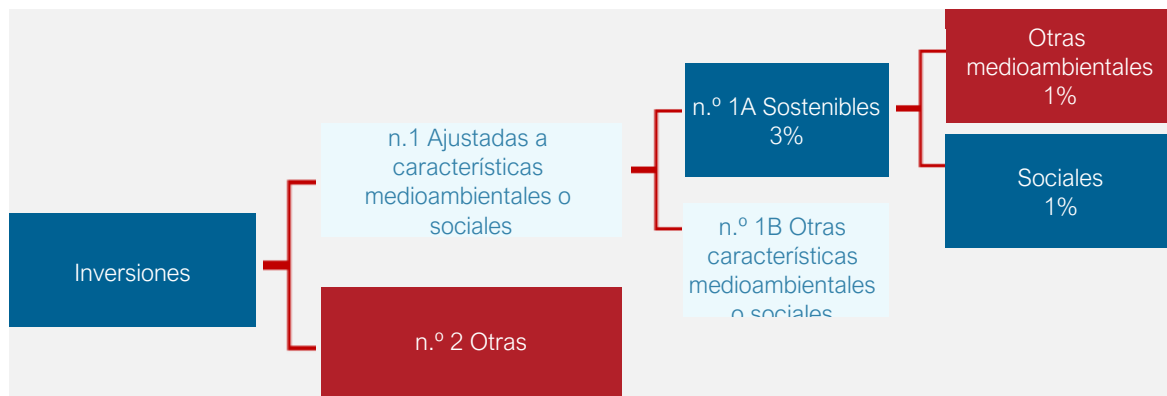 Inversiones
n.1 Ajustadas a
características
medioambientales o
sociales
n.º 2 Otras
n.º 1A Sostenibles
3%
n.º 1B Otras
características
medioambientales
o sociales
Otras
medioambientales
1%
Sociales
1%